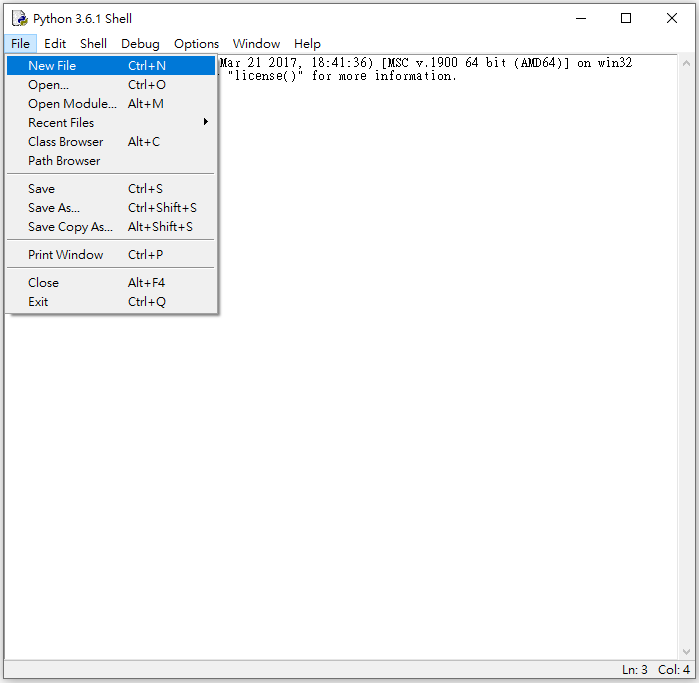 Python 3.6.1 Shell
File Edit Shell Debug Options Window Help
Mar 21 2017, 18:41:36) [MSC v.1900 64 bit (AMD64)] on win32
"license()" for more information.
New File Ctrl+N
Open... Ctrl+O
Open Module... Alt+M
Recent Files
Class Browser Alt+C
Path Browser
Save Ctrl+S
Save As... Ctrl+Shift+S
Save Copy As... Alt+Shift+S
Print Window Ctrl+P
Close Alt+F4
Exit Ctrl+Q
Ln: 3 Col: 4